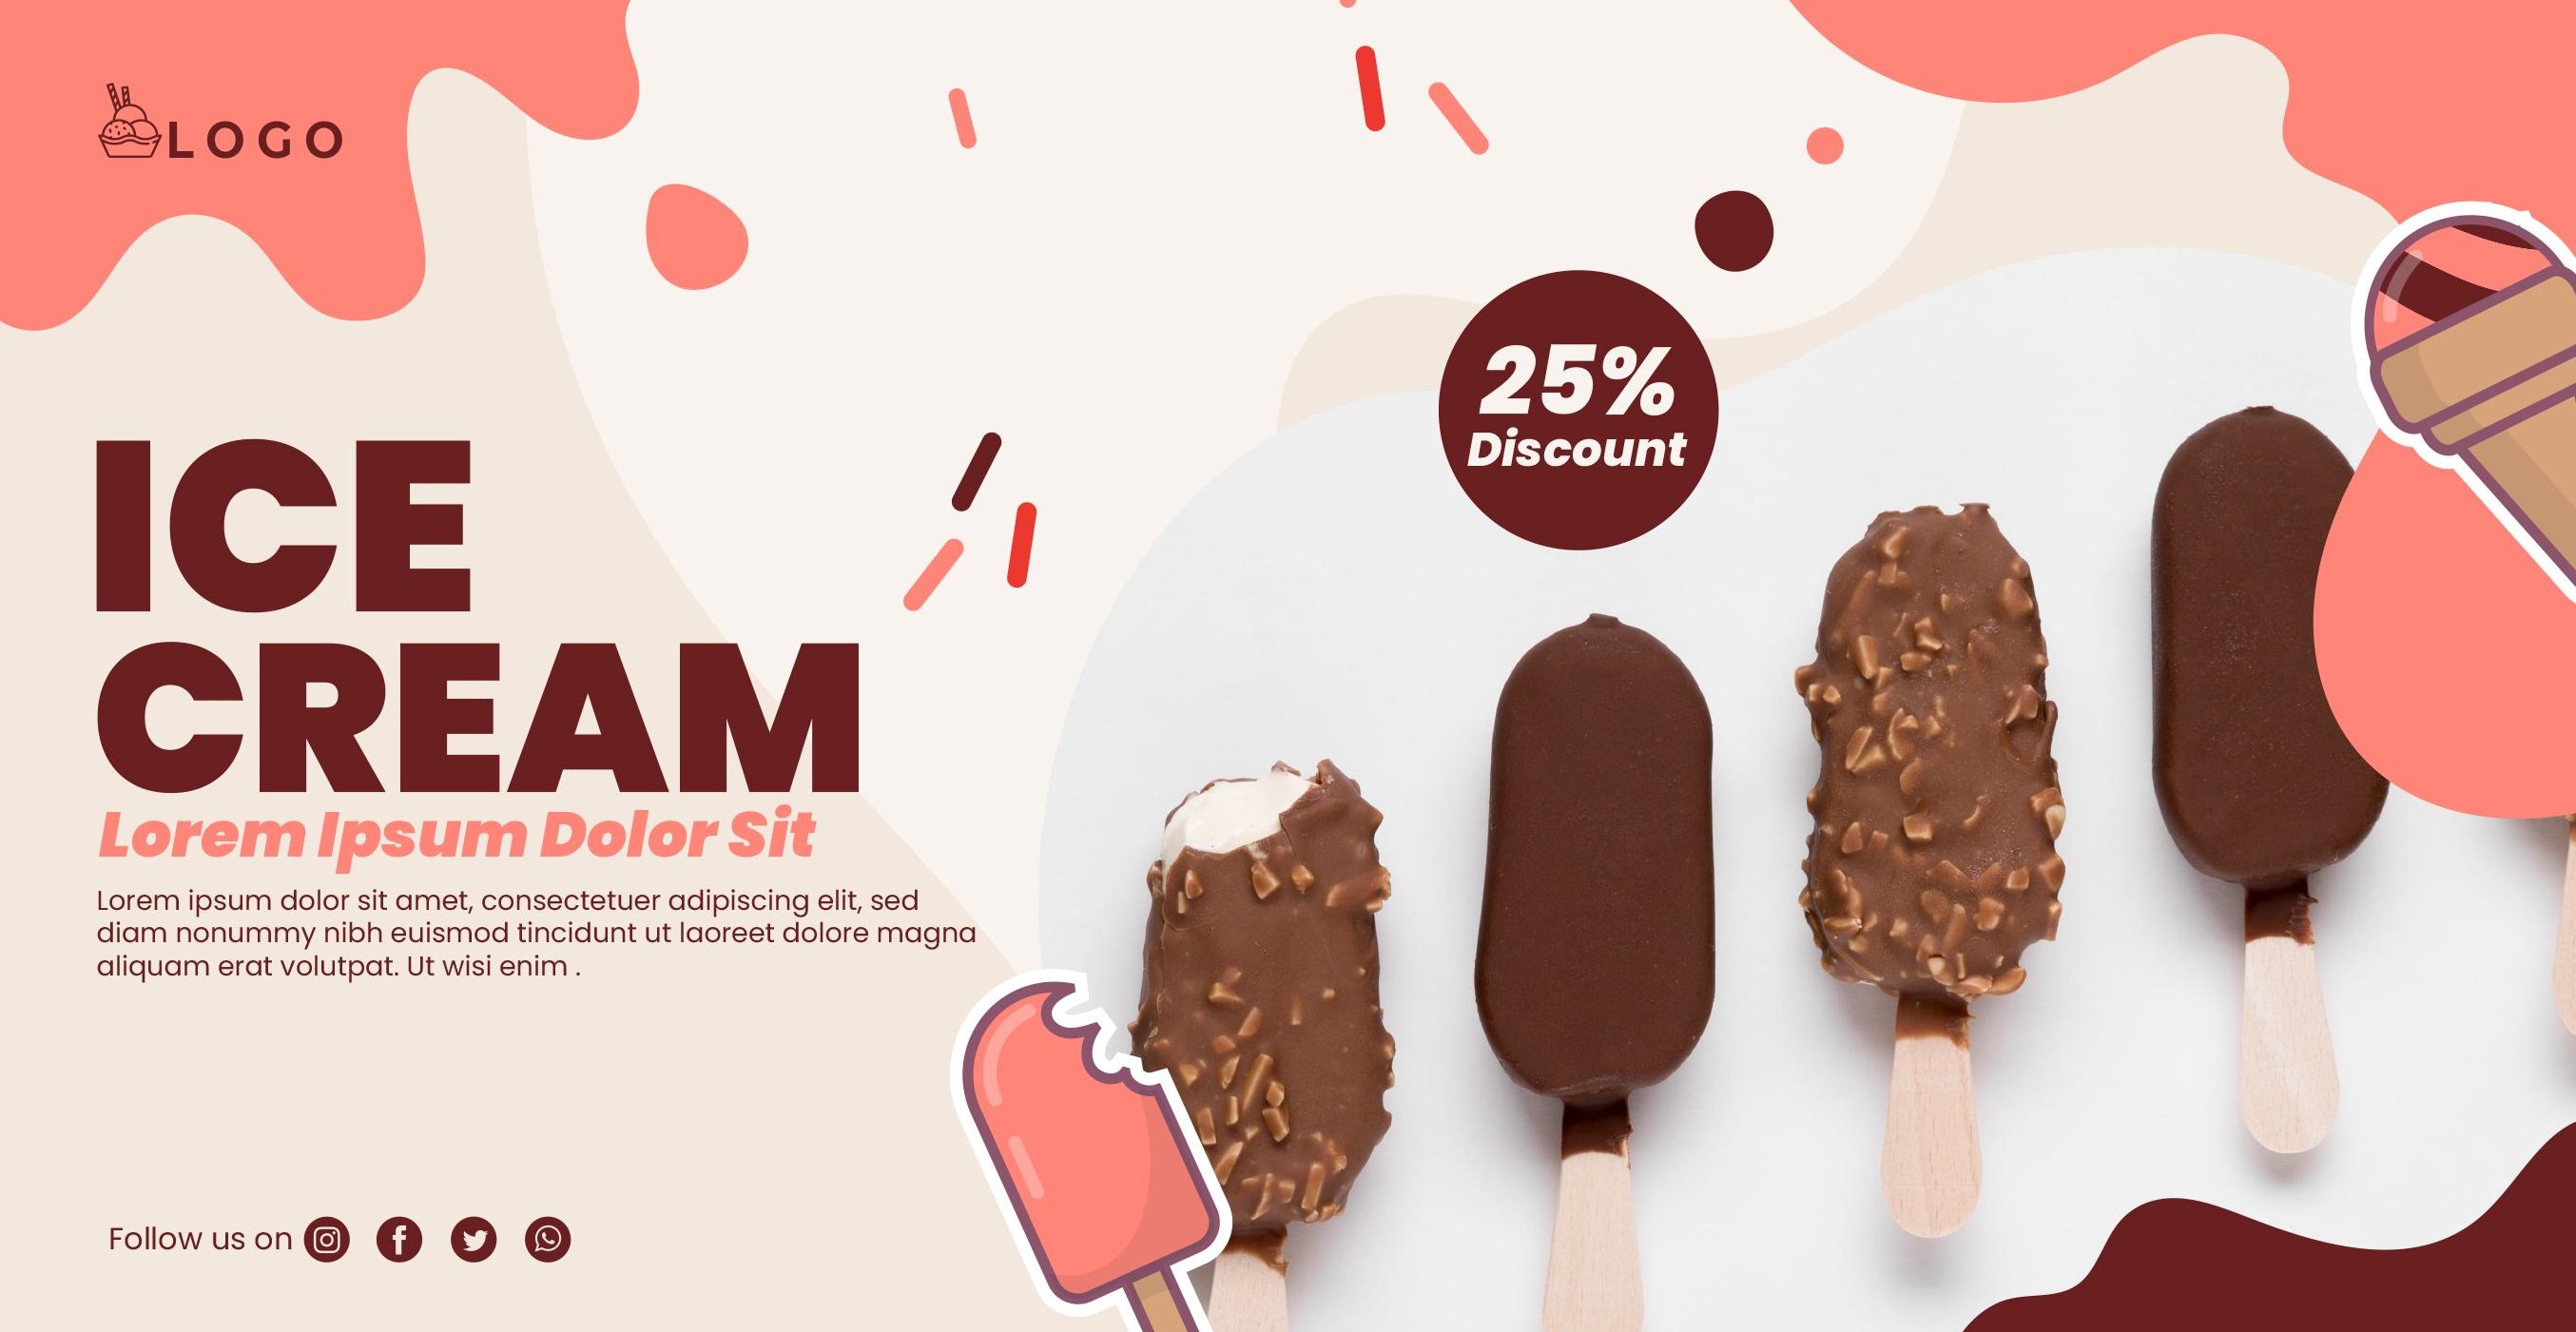 LOGO
25%
Discount
ICE
CREAM
Lorem Ipsum Dolor Sit
Lorem ipsum dolor sit amet, consectetuer adipiscing elit, sed
diam nonummy nibh euismod tincidunt ut laoreet dolore magna
aliquam erat volutpat. Ut wisi enim .
Follow us on